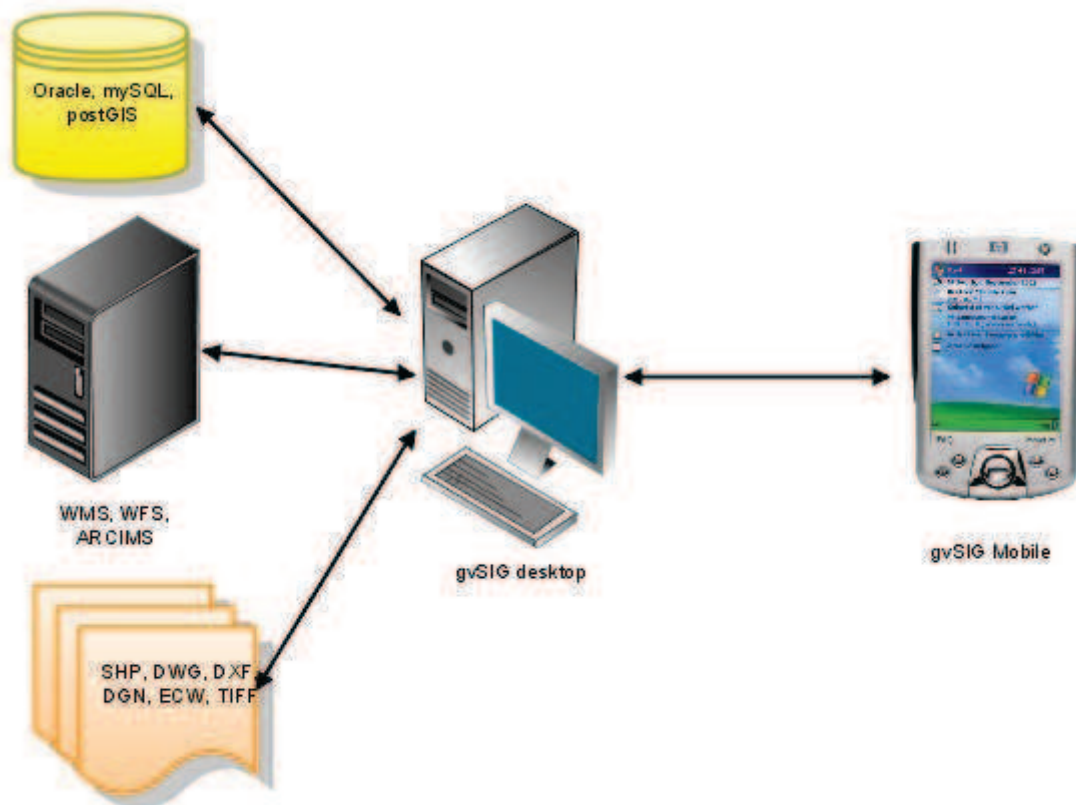 Oracle, mySQL,
postGIS
WMS, WFS,
ARCIMS
gvSIG desktop
gvSIG Mobile
SHP, DWG, DXF,
DGN, ECW, TIFF